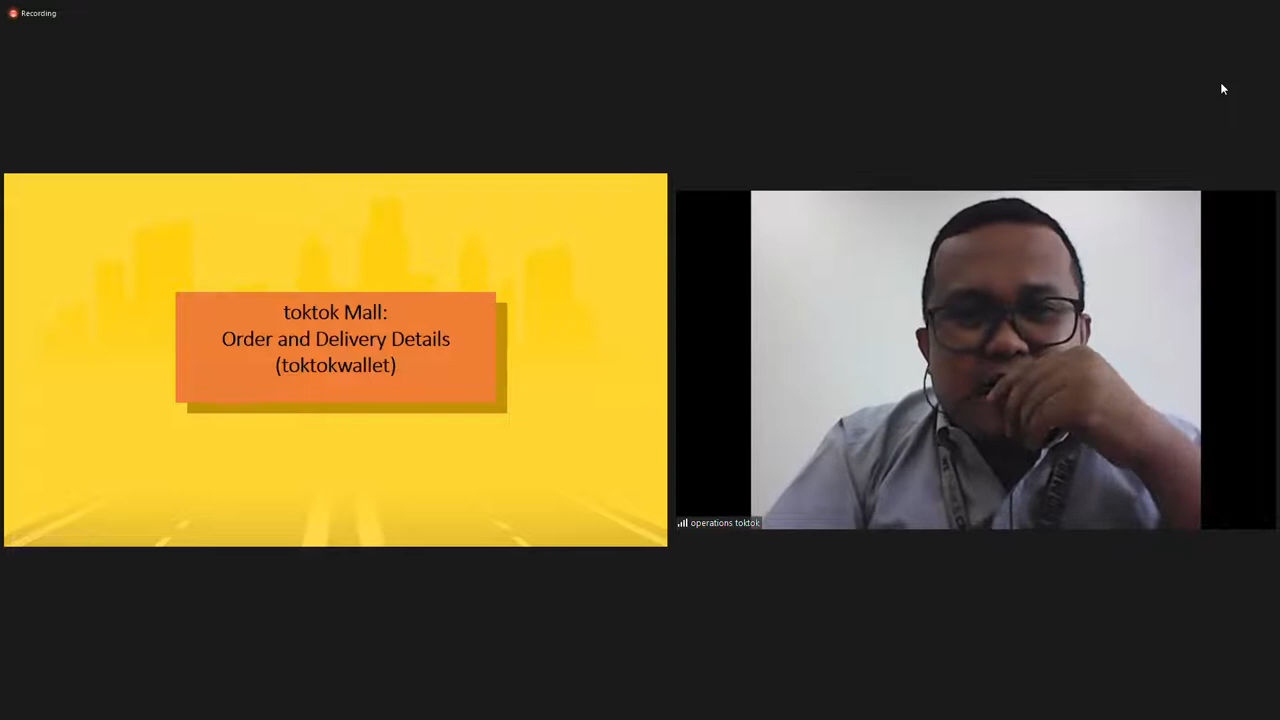 Recording
toktok Mall:
Order and Delivery Details
(toktokwallet)
operations toktok